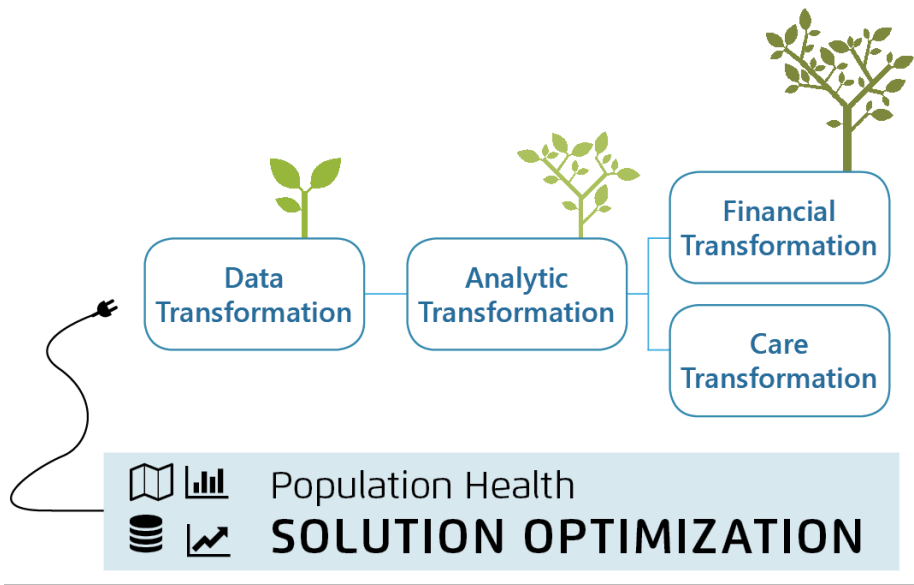 Financial
Transformation
Data
Transformation
Analytic
Transformation
Care
Transformation
Population Health
SOLUTION OPTIMIZATION